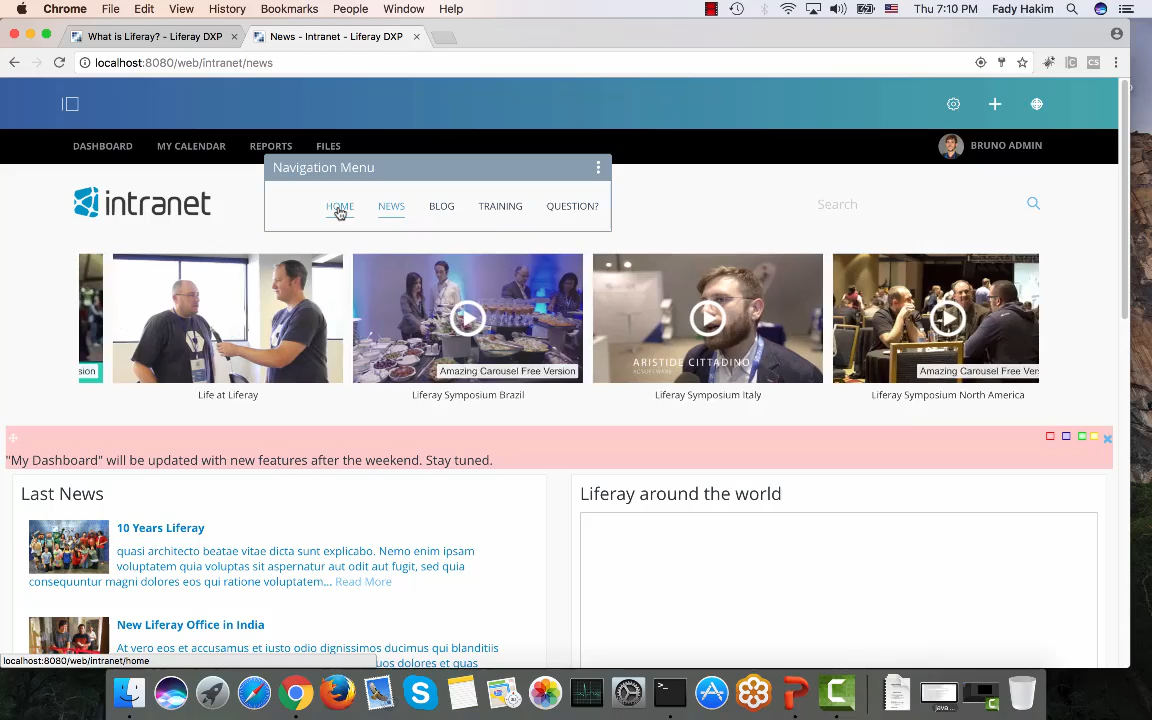 Chrome File Edit View History Bookmarks People Window Help Thu 7:10 PM Fady Hakim
What is Liferay? - Liferay DXP
News - Intranet - Liferay DXP
localhost:8080/web/intranet/news
DASHBOARD MY CALENDAR REPORTS FILES BRUNO ADMIN
Navigation Menu
intranet
HOME NEWS BLOG TRAINING QUESTION?
Search
ARISTIDE CITTADINO
sion
Amazing Carousel Free Version
Amazing Carousel Free Vers
Life at Liferay
Liferay Symposium Brazil
Liferay Symposium Italy
Liferay Symposium North America
"My Dashboard" will be updated with new features after the weekend. Stay tuned.
Last News
Liferay around the world
10 Years Liferay
quasi architecto beatae vitae dicta sunt explicabo. Nemo enim ipsam
voluptatem quia voluptas sit aspernatur aut odit aut fugit, sed quia
consequuntur magni dolores eos qui ratione voluptatem... Read More
New Liferay Office in India
At vero eos et accusamus et iusto odio dignissimos ducimus qui blanditiis
localhost:8080/web/intranet/home
quos dolores et quas